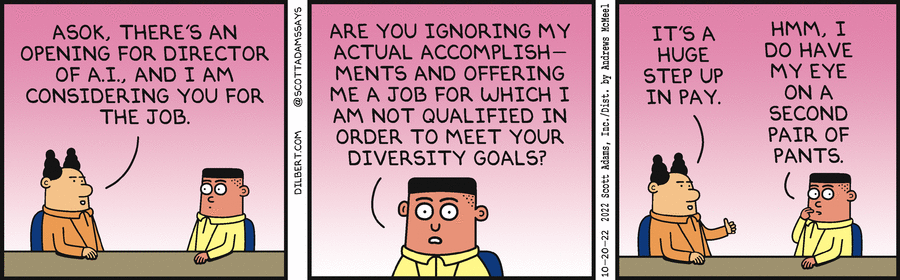 ASOK, THERE'S AN
OPENING FOR DIRECTOR
OF A.I., AND I AM
CONSIDERING YOU FOR
THE JOB.
DILBERT.COM @SCOTTADAMSSAYS
ARE YOU IGNORING MY
ACTUAL ACCOMPLISH—
MENTS AND OFFERING
ME A JOB FOR WHICH I
AM NOT QUALIFIED IN
ORDER TO MEET YOUR
DIVERSITY GOALS?
10-20-22 2022 Scott Adams, Inc./Dist. by Andrews McMeel
IT'S A
HUGE
STEP UP
IN PAY.
HMM, I
DO HAVE
MY EYE
ON A
SECOND
PAIR OF
PANTS.